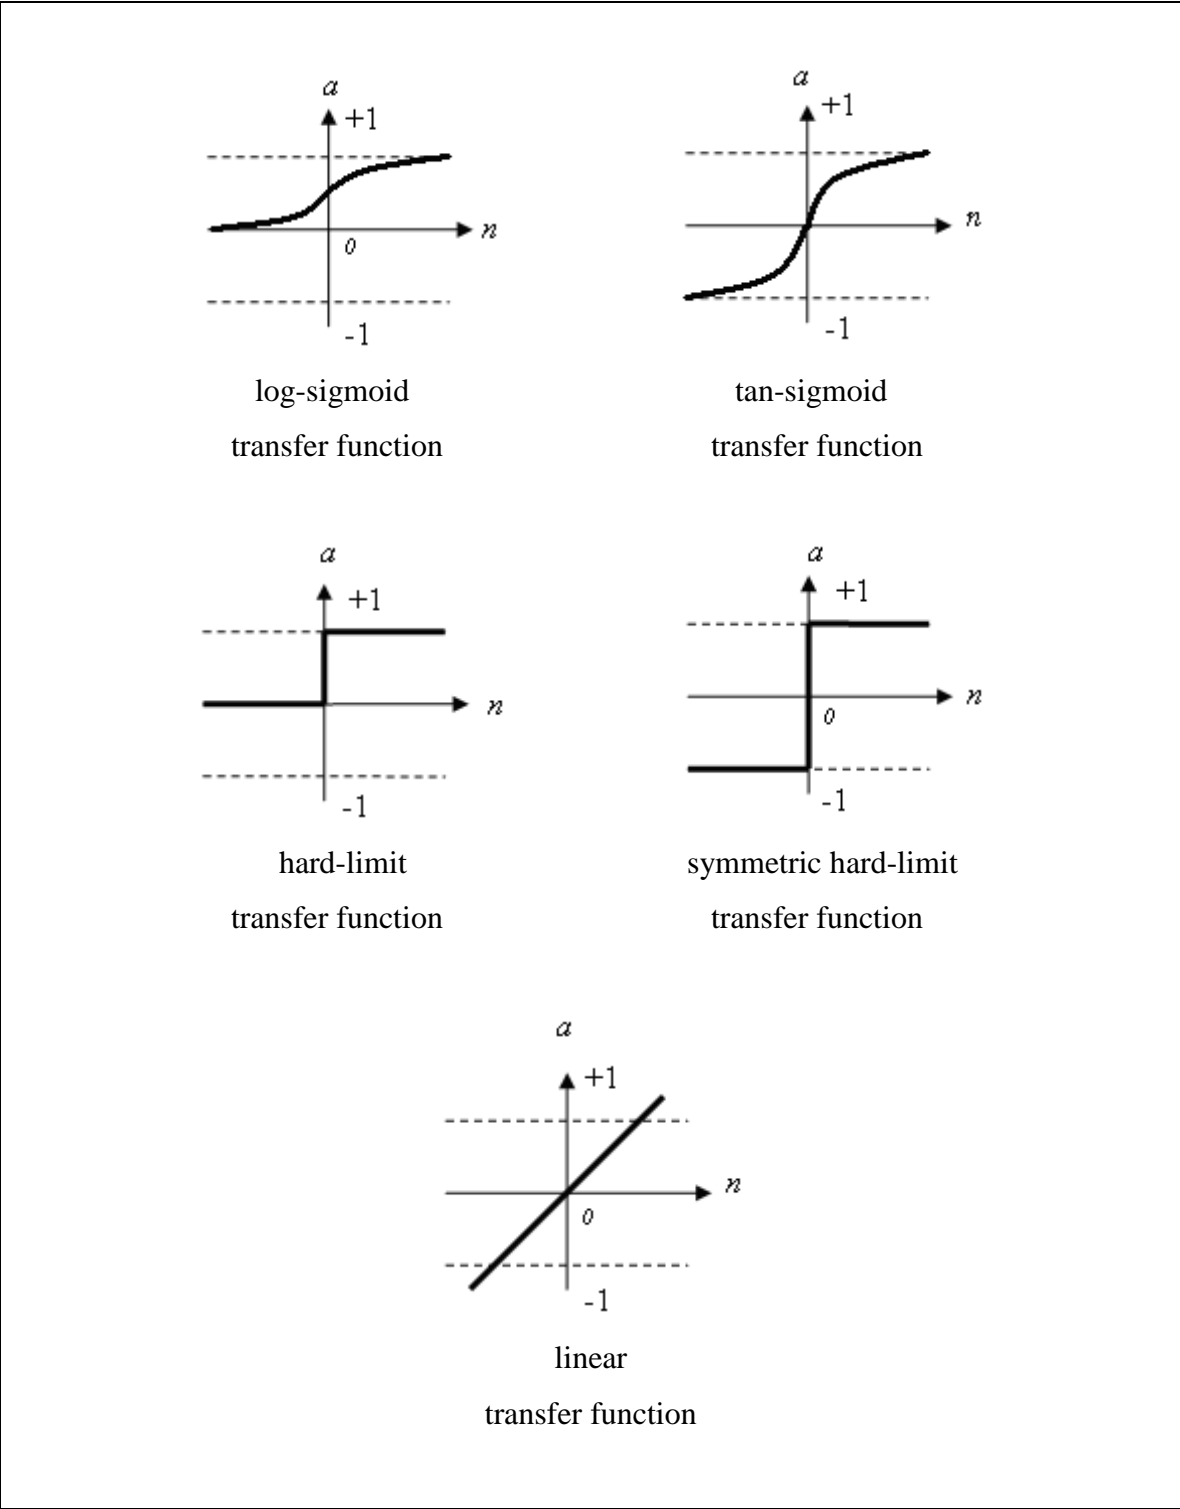 a
+1
n
0
-1
log-sigmoid
transfer function
a
+1
n
-1
tan-sigmoid
transfer function
a
+1
n
-1
hard-limit
transfer function
a
+1
n
0
-1
symmetric hard-limit
transfer function
a
+1
n
0
-1
linear
transfer function